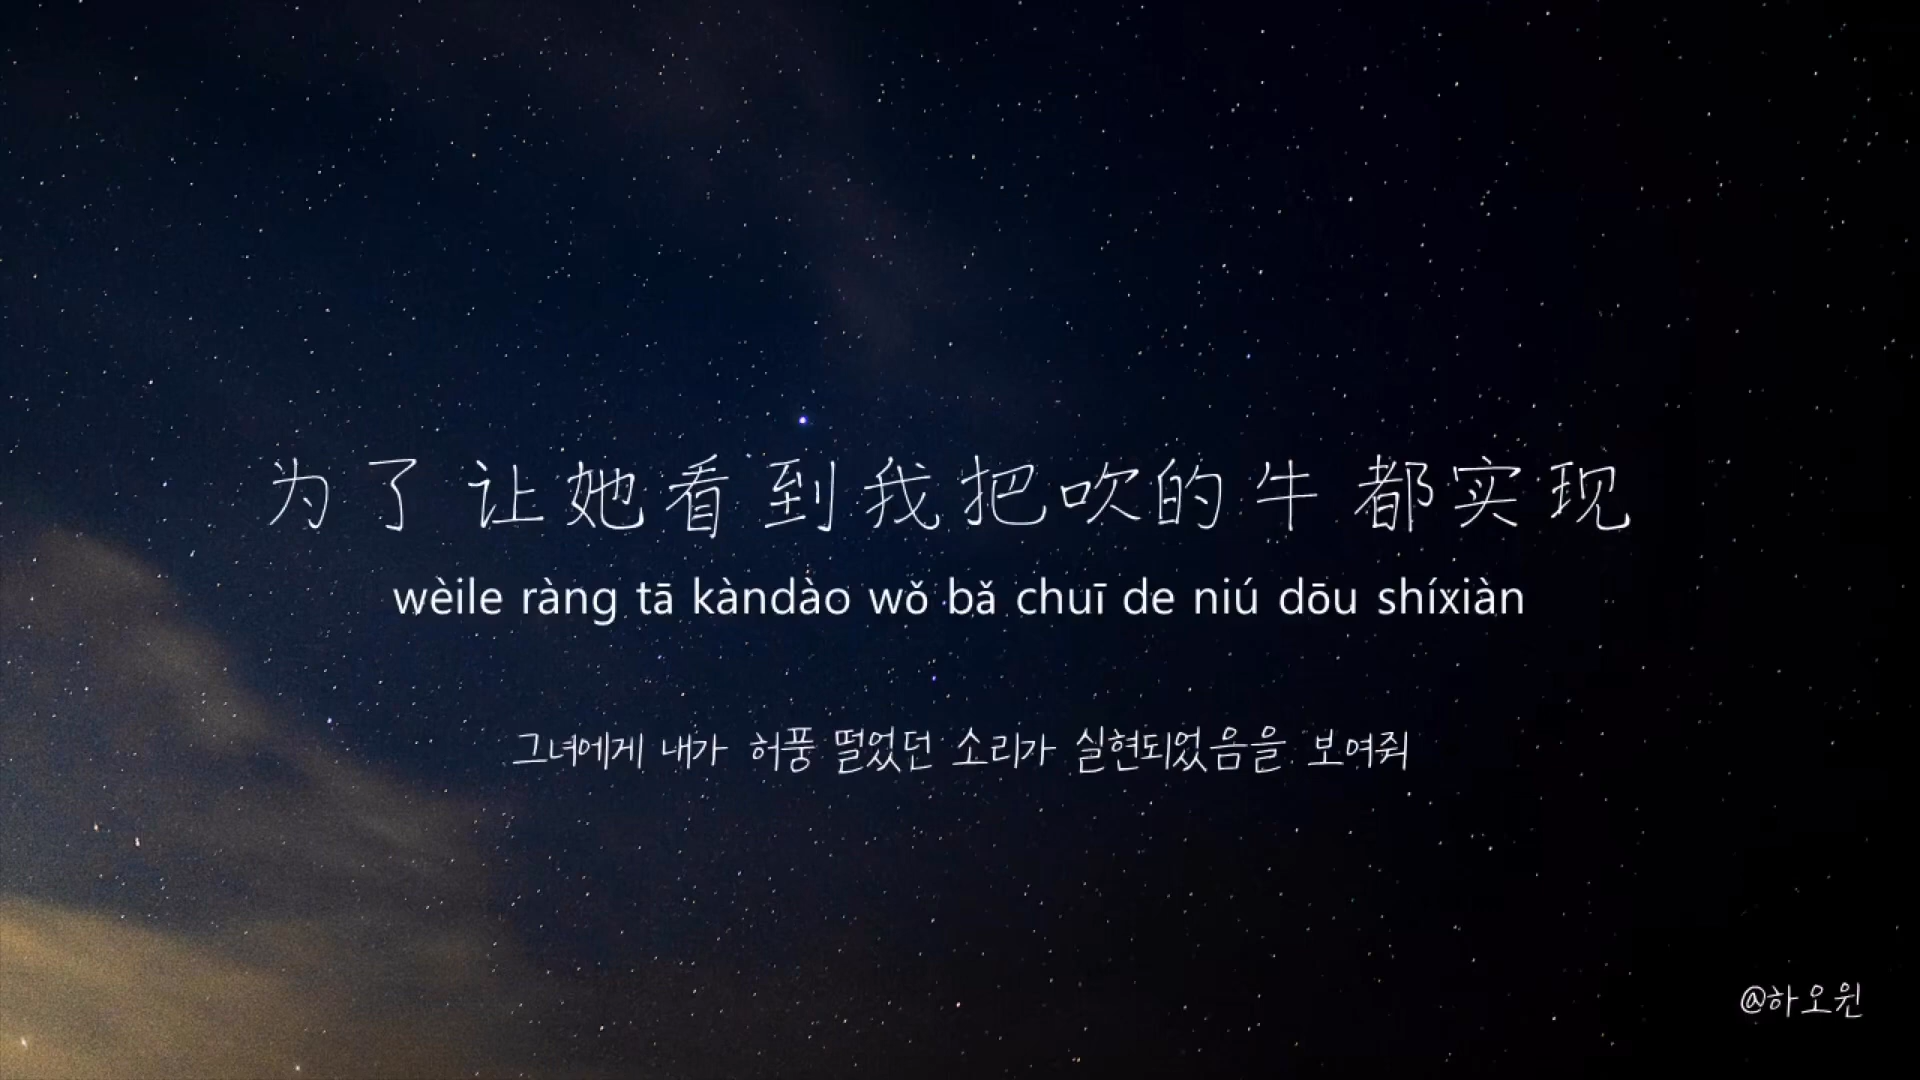 为了让她看到我把吹的牛都实现
wèile ràng tā kàndào wǒ bǎ chuī de niú dōu shíxiàn
그녀에게 내가 허풍 떨었던 소리가 실현되었음을 보여줘
@하오윈